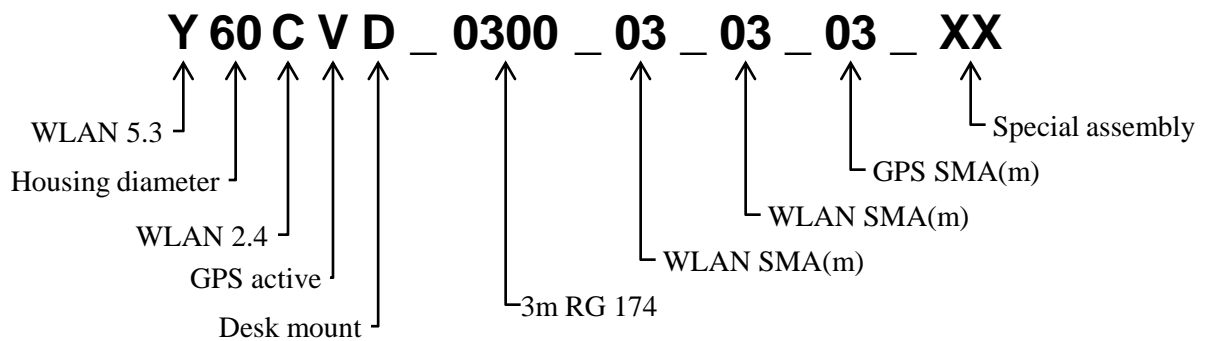 Y 60 C V D _ 0300 _ 03 _ 03 _ 03 _ XX
WLAN 5.3
Special assembly
Housing diameter
GPS SMA(m)
WLAN 2.4
WLAN SMA(m)
GPS active
WLAN SMA(m)
Desk mount
3m RG 174